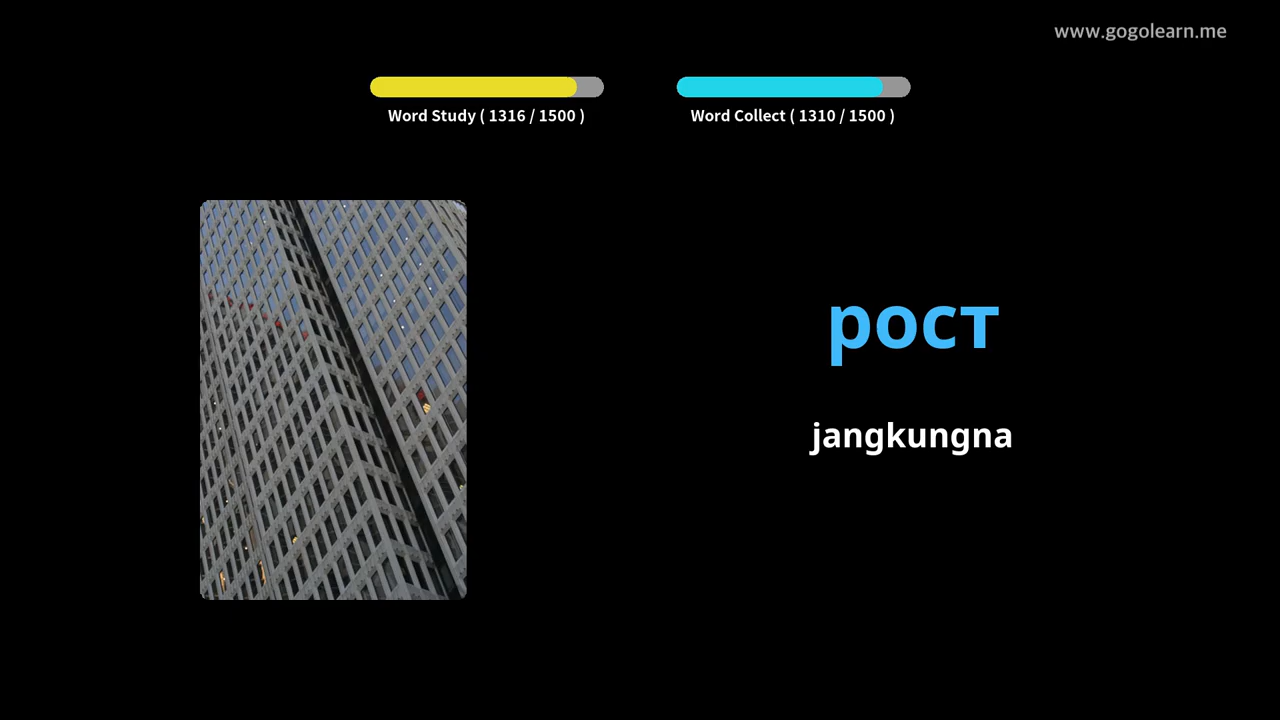 www.gogolearn.me
Word Study ( 1316 / 1500 )
Word Collect ( 1310 / 1500 )
рост
jangkungna